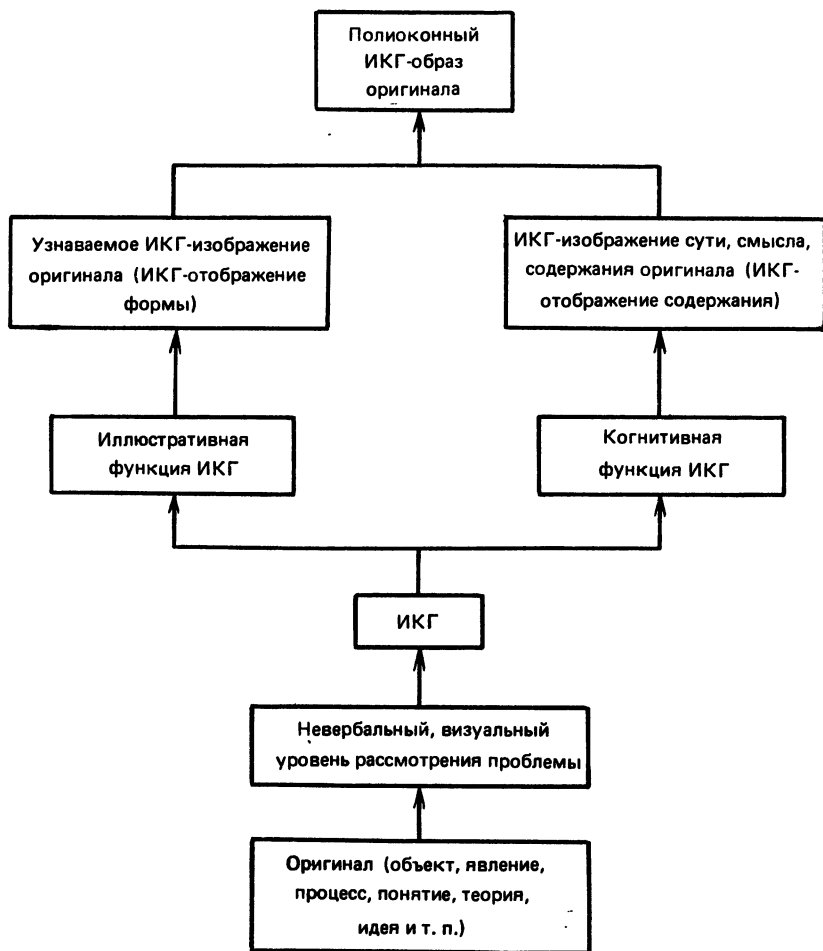 Полиоконный
ИКГ-образ
оригинала
Узнаваемое ИКГ-изображение
оригинала (ИКГ-отображение
формы)
ИКГ-изображение сути, смысла,
содержания оригинала (ИКГ-
отображение содержания)
Иллюстративная
функция ИКГ
Когнитивная
функция ИКГ
ИКГ
Невербальный, визуальный
уровень рассмотрения проблемы
Оригинал (объект, явление,
процесс, понятие, теория,
идея и т. п.)